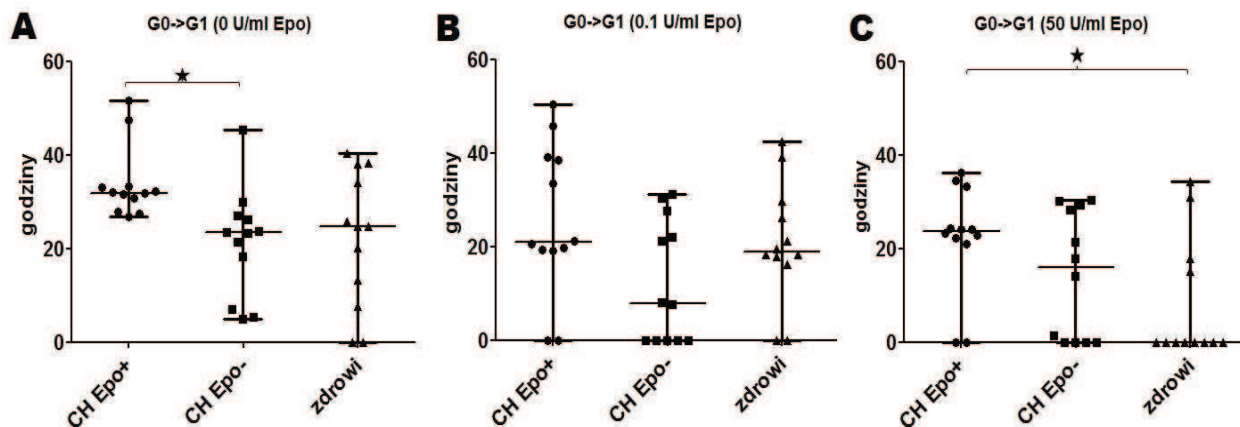 A
G0->G1 (0 U/ml Epo)
godziny
60
40
20
0
CH Epo+
CH Epo-
zdrowi
B
G0->G1 (0.1 U/ml Epo)
godziny
60
40
20
0
CH Epo+
CH Epo-
zdrowi
C
G0->G1 (50 U/ml Epo)
godziny
60
40
20
0
CH Epo+
CH Epo-
zdrowi